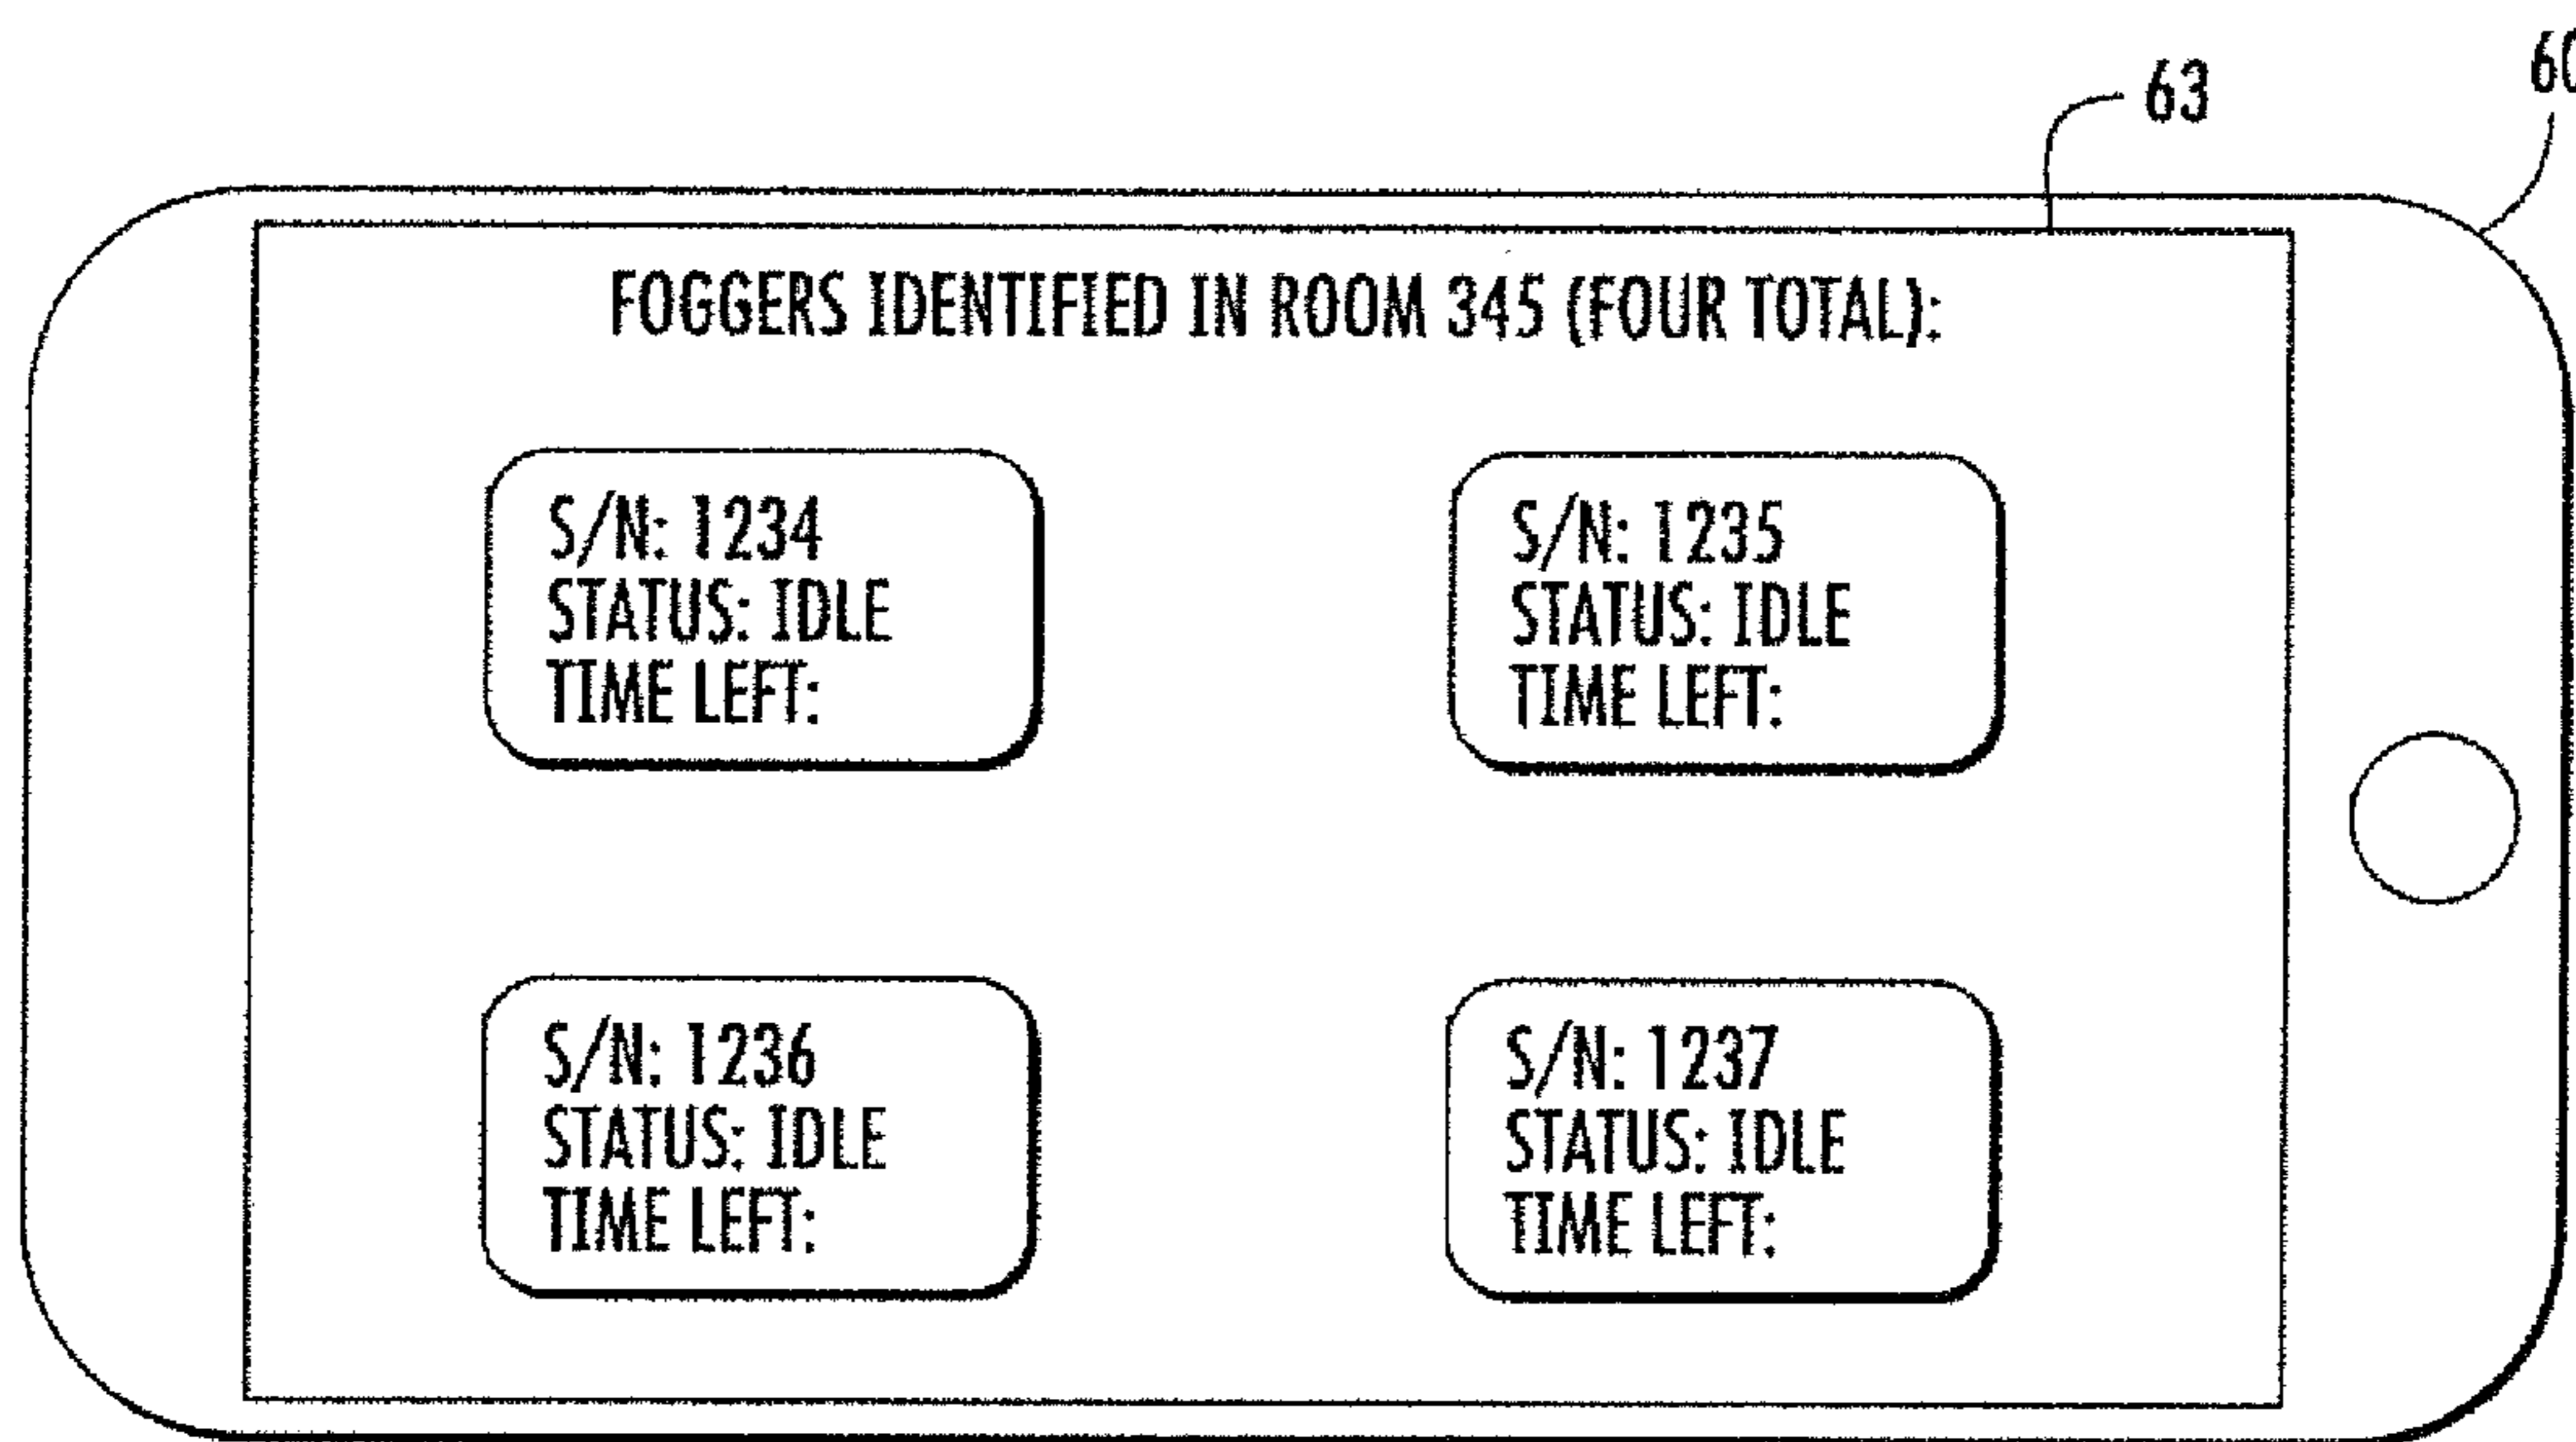 60
63
FOGGERS IDENTIFIED IN ROOM 345 (FOUR TOTAL):
S/N: 1234
STATUS: IDLE
TIME LEFT:
S/N: 1235
STATUS: IDLE
TIME LEFT:
S/N: 1236
STATUS: IDLE
TIME LEFT:
S/N: 1237
STATUS: IDLE
TIME LEFT: